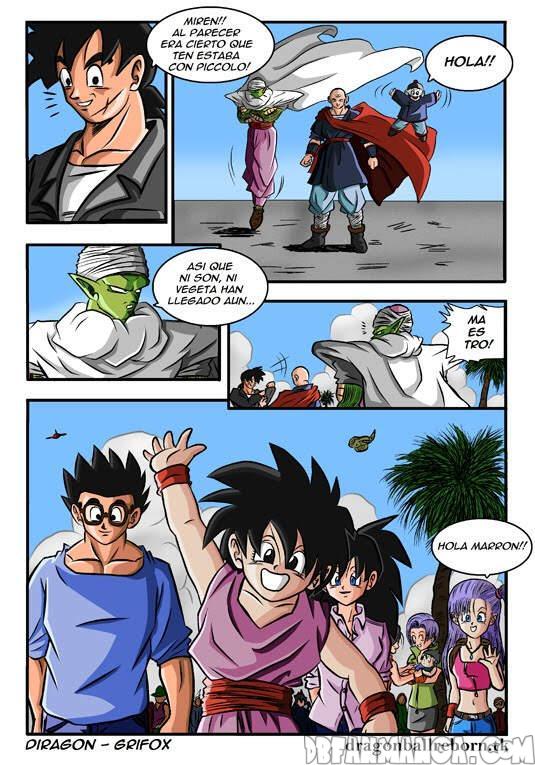 MIREN!!
AL PARECER
ERA CIERTO QUE
TEN ESTABA
CON PICCOLO!
HOLA!!
ASI QUE
NI SON, NI
VEGETA HAN
LLEGADO AUN...
MA
ES
TRO!
HOLA MARRON!!
DIRAGON - GRIFOX
dragonballreborn.tk
DBFANMANGA.COM